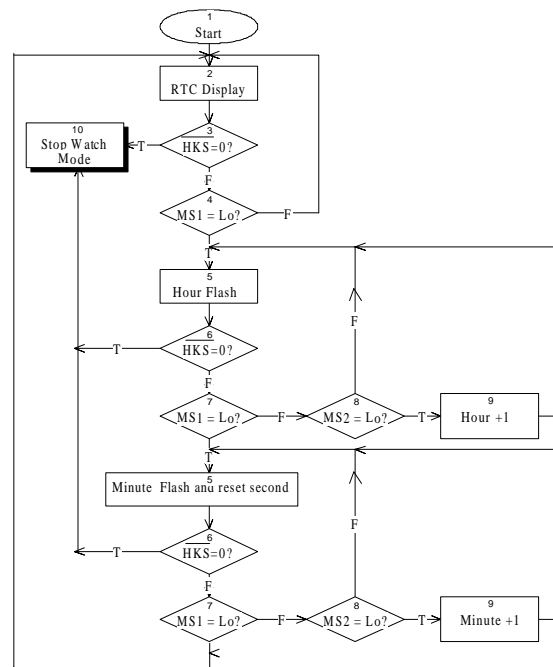 1
Start
2
RTC Display
10
Stop Watch
Mode
T
3
HKS=0?
F
4
MS1 = Lo?
F
T
5
Hour Flash
F
T
6
HKS=0?
F
7
MS1 = Lo?
F
8
MS2 = Lo?
T
9
Hour +1
T
Minute Flash and reset second
5
F
T
6
HKS=0?
F
7
MS1 = Lo?
F
8
MS2 = Lo?
T
9
Minute +1